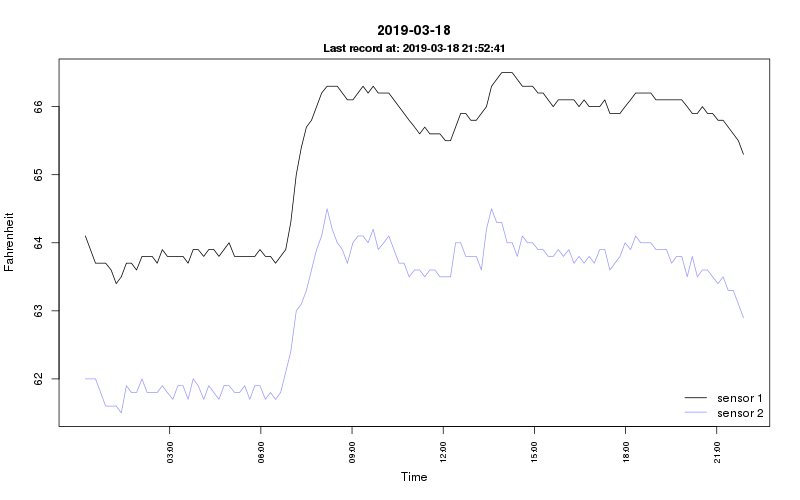 2019-03-18
Last record at: 2019-03-18 21:52:41
Fahrenheit
66
65
64
63
62
sensor 1
sensor 2
03:00
06:00
09:00
12:00
15:00
18:00
21:00
Time